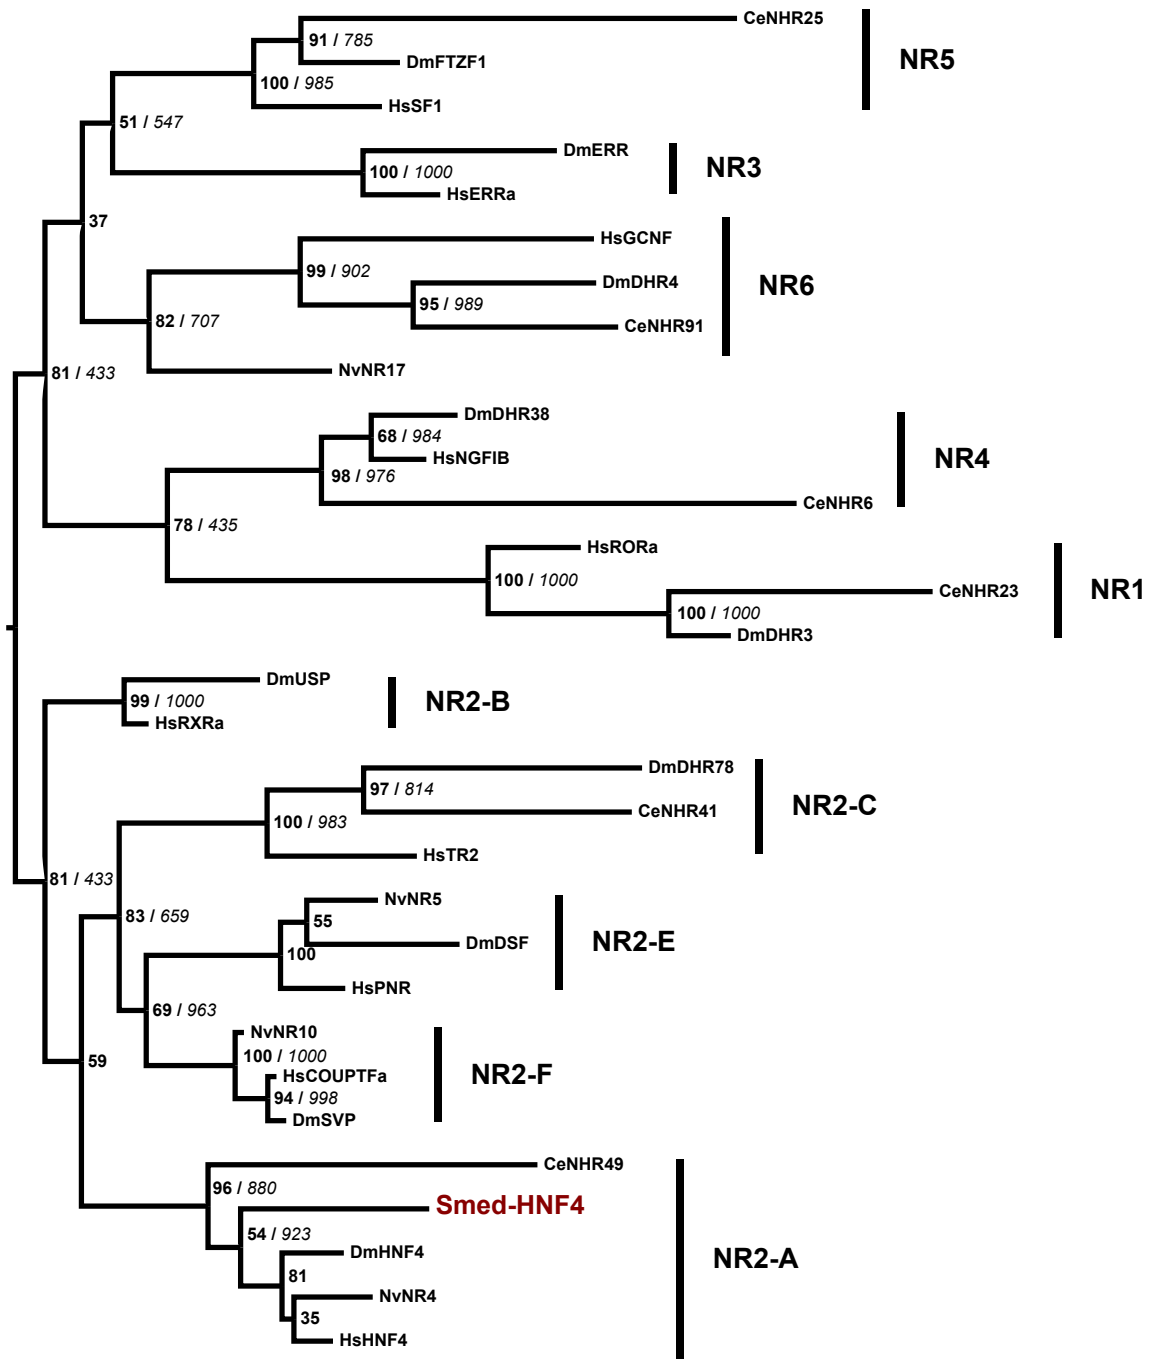 CeNHR25
91 / 785
NR5
DmFTZF1
100 / 985
HsSF1
51 / 547
DmERR
100 / 1000
NR3
HsERRa
37
HsGCNF
99 / 902
DmDHR4
NR6
95 / 989
82 / 707
CeNHR91
NvNR17
81 / 433
DmDHR38
68 / 984
HsNGFIB
NR4
98 / 976
CeNHR6
78 / 435
HsRORa
100 / 1000
CeNHR23
NR1
100 / 1000
DmDHR3
DmUSP
99 / 1000
NR2-B
HsRXRa
DmDHR78
97 / 814
NR2-C
CeNHR41
100 / 983
HsTR2
81 / 433
NvNR5
83 / 659
55
DmDSF
NR2-E
100
HsPNR
69 / 963
NvNR10
100 / 1000
59
HsCOUPTFa
NR2-F
94 / 998
DmSVP
CeNHR49
96 / 880
Smed-HNF4
54 / 923
DmHNF4
NR2-A
81
NvNR4
35
HsHNF4